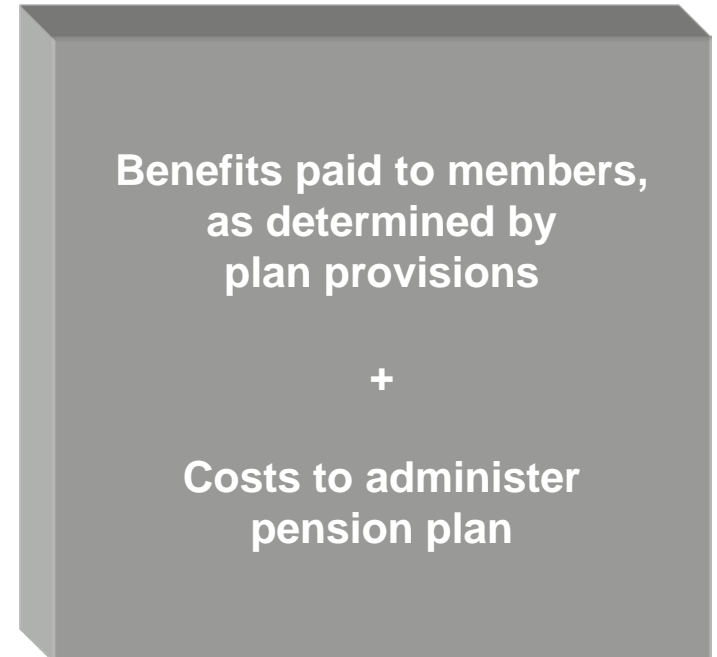 Benefits paid to members,
as determined by
plan provisions
+
Costs to administer
pension plan